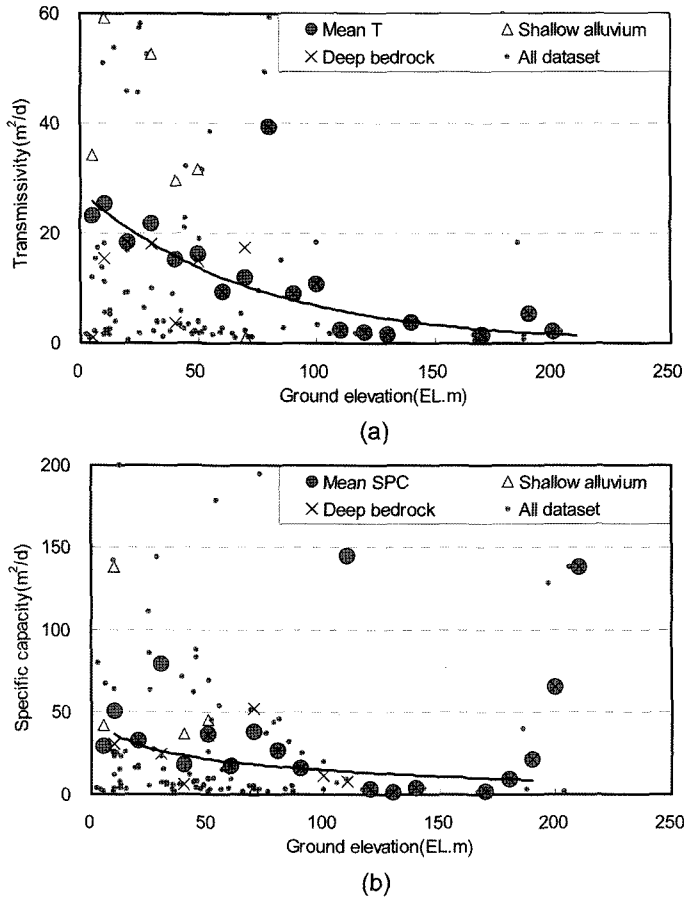 60
40
20
0
Transmissivity(m²/d)
Mean T
Shallow alluvium
Deep bedrock
All dataset
0 50 100 150 200 250
Ground elevation(EL.m)
(a)
200
150
100
50
0
Specific capacity(m²/d)
Mean SPC
Shallow alluvium
Deep bedrock
All dataset
0 50 100 150 200 250
Ground elevation(EL.m)
(b)